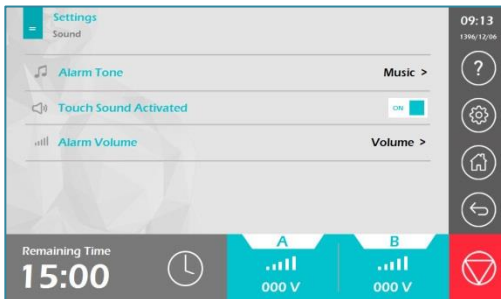 Settings
Sound
09:13
1396/12/06
Alarm Tone
Music >
?
Touch Sound Activated
ON
Alarm Volume
Volume >
Remaining Time
15:00
A
000 V
B
000 V